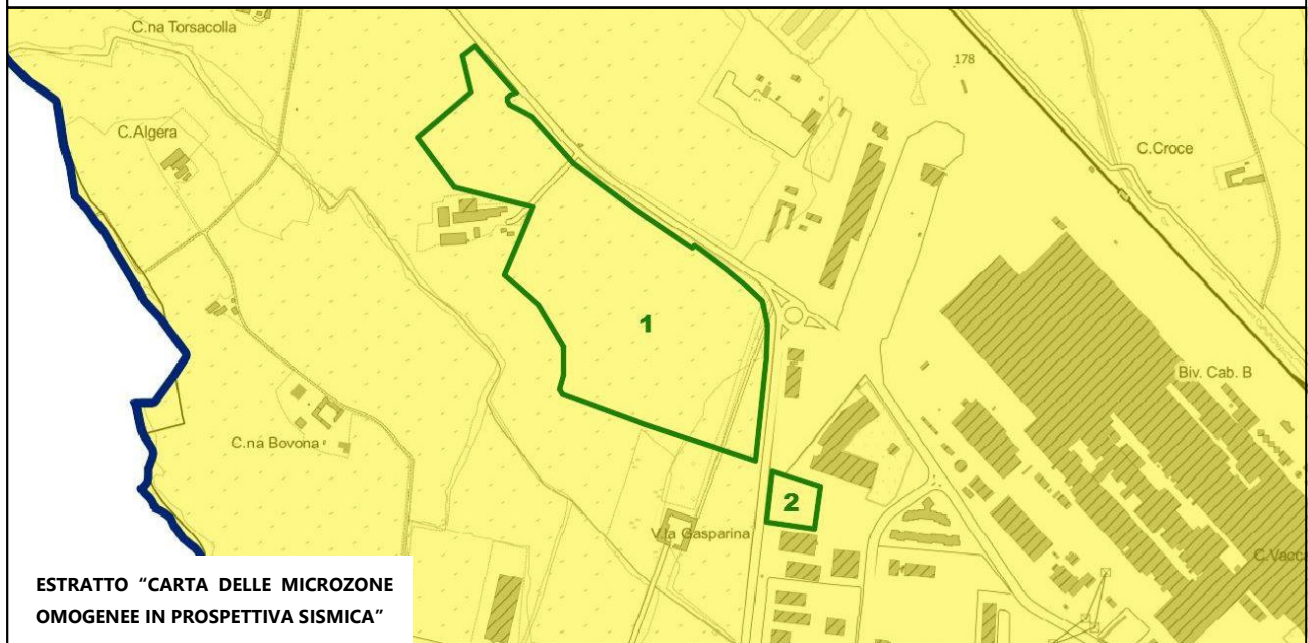 C.na Torsacolla
178
C.Algera
C.Croce
1
Biv. Cab. B
C.na Bovona
2
V.la Gasparina
ESTRATTO “CARTA DELLE MICROZONE
OMOGENEE IN PROSPETTIVA SISMICA”